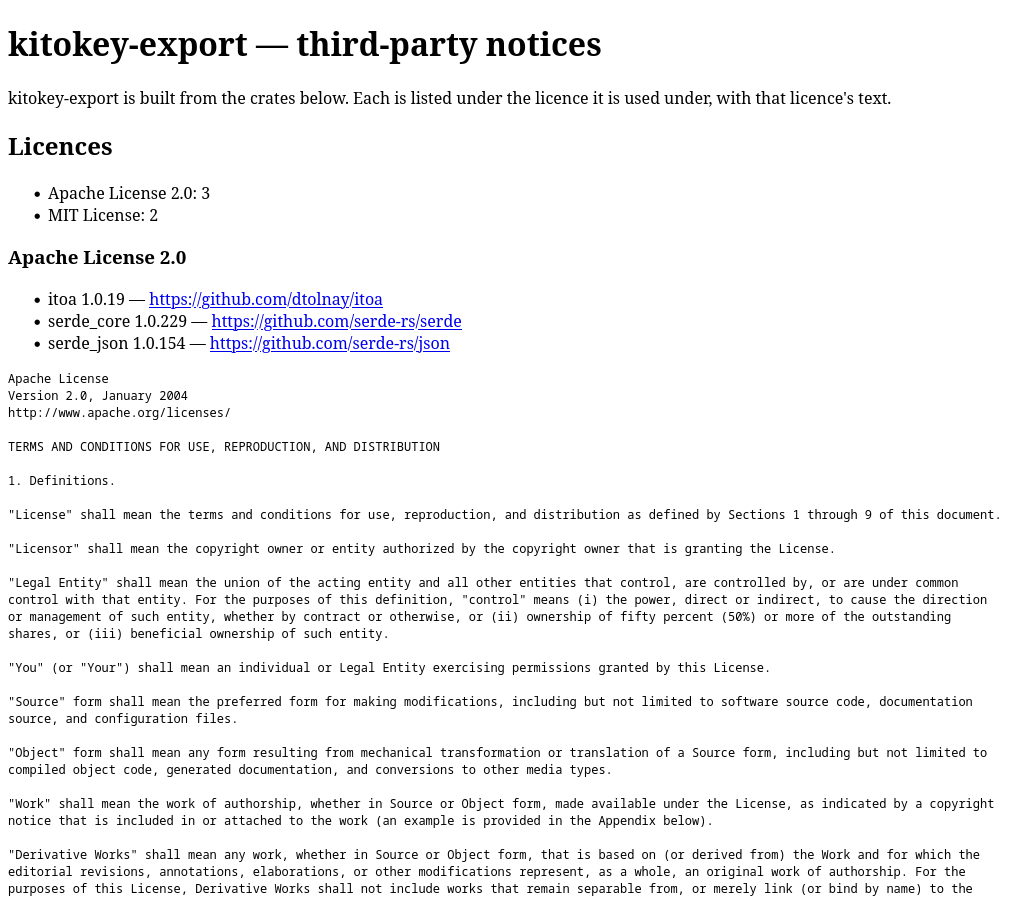 kitokey-export — third-party notices
kitokey-export is built from the crates below. Each is listed under the licence it is used under, with that licence's text.
Licences
• Apache License 2.0: 3
• MIT License: 2
Apache License 2.0
• itoa 1.0.19 — https://github.com/dtolnay/itoa
• serde_core 1.0.229 — https://github.com/serde-rs/serde
• serde_json 1.0.154 — https://github.com/serde-rs/json
Apache License
Version 2.0, January 2004
http://www.apache.org/licenses/
TERMS AND CONDITIONS FOR USE, REPRODUCTION, AND DISTRIBUTION
1. Definitions.
"License" shall mean the terms and conditions for use, reproduction, and distribution as defined by Sections 1 through 9 of this document.
"Licensor" shall mean the copyright owner or entity authorized by the copyright owner that is granting the License.
"Legal Entity" shall mean the union of the acting entity and all other entities that control, are controlled by, or are under common
control with that entity. For the purposes of this definition, "control" means (i) the power, direct or indirect, to cause the direction
or management of such entity, whether by contract or otherwise, or (ii) ownership of fifty percent (50%) or more of the outstanding
shares, or (iii) beneficial ownership of such entity.
"You" (or "Your") shall mean an individual or Legal Entity exercising permissions granted by this License.
"Source" form shall mean the preferred form for making modifications, including but not limited to software source code, documentation
source, and configuration files.
"Object" form shall mean any form resulting from mechanical transformation or translation of a Source form, including but not limited to
compiled object code, generated documentation, and conversions to other media types.
"Work" shall mean the work of authorship, whether in Source or Object form, made available under the License, as indicated by a copyright
notice that is included in or attached to the work (an example is provided in the Appendix below).
"Derivative Works" shall mean any work, whether in Source or Object form, that is based on (or derived from) the Work and for which the
editorial revisions, annotations, elaborations, or other modifications represent, as a whole, an original work of authorship. For the
purposes of this License, Derivative Works shall not include works that remain separable from, or merely link (or bind by name) to the